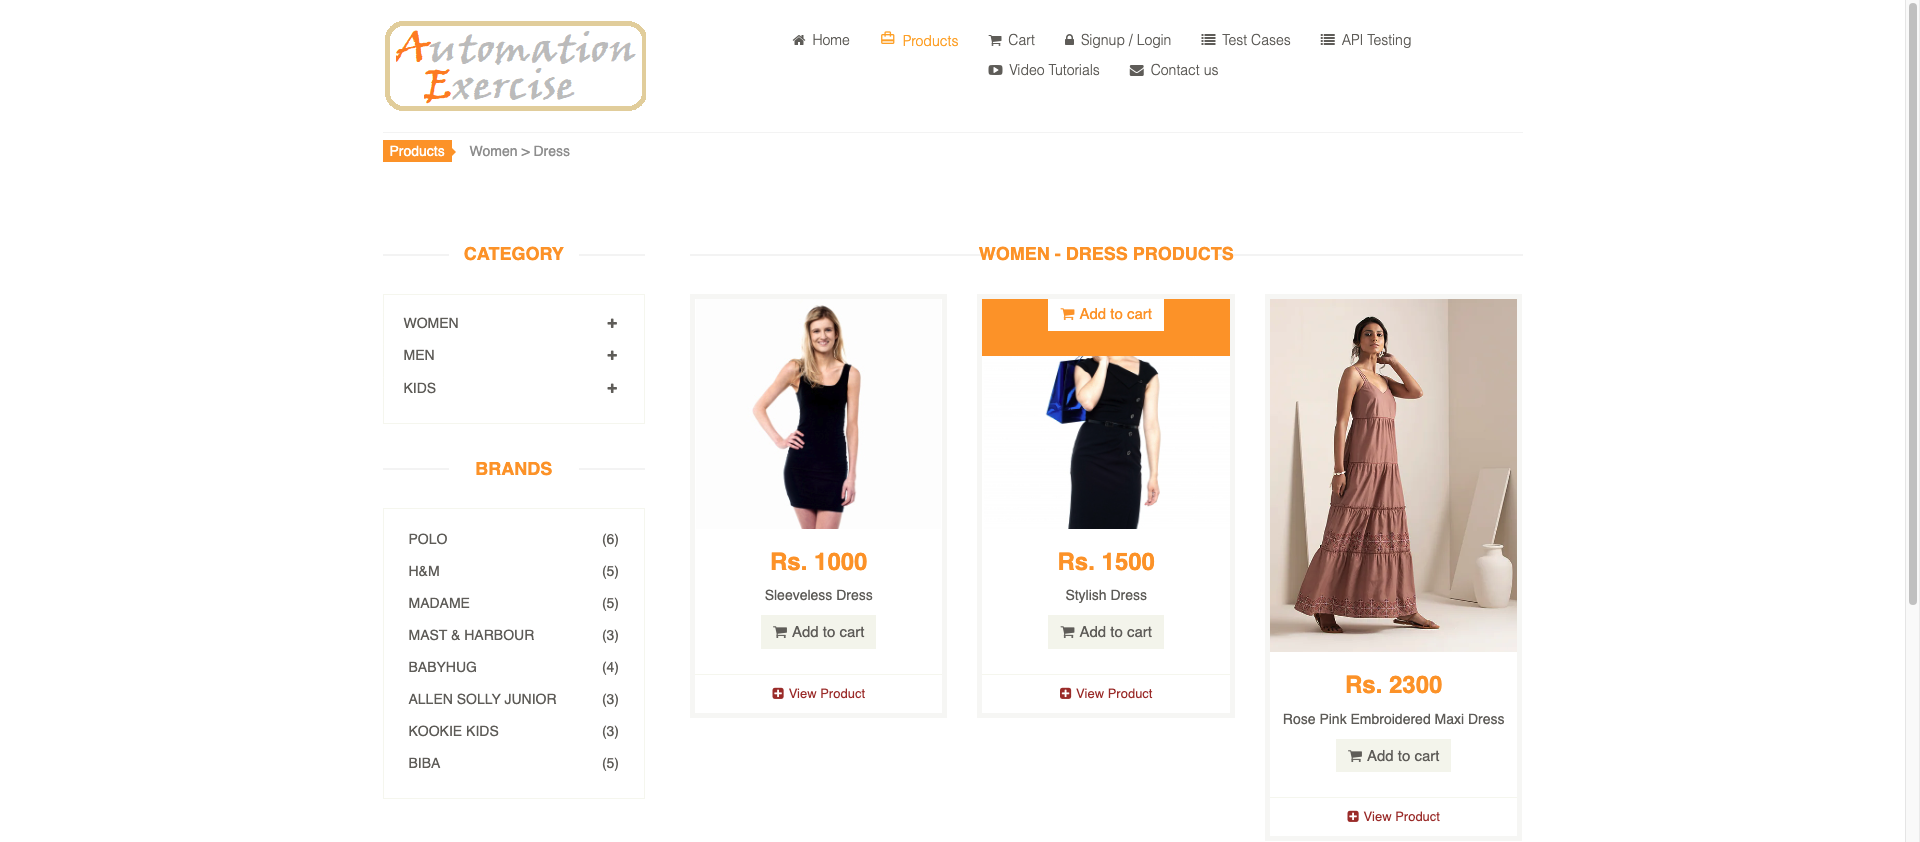 Automation
Exercise
Home
Products
Cart
Signup / Login
Test Cases
API Testing
Video Tutorials
Contact us
Products
Women > Dress
CATEGORY
WOMEN
MEN
KIDS
BRANDS
POLO (6)
H&M (5)
MADAME (5)
MAST & HARBOUR (3)
BABYHUG (4)
ALLEN SOLLY JUNIOR (3)
KOOKIE KIDS (3)
BIBA (5)
WOMEN - DRESS PRODUCTS
Rs. 1000
Sleeveless Dress
Add to cart
View Product
Add to cart
Rs. 1500
Stylish Dress
Add to cart
View Product
Rs. 2300
Rose Pink Embroidered Maxi Dress
Add to cart
View Product